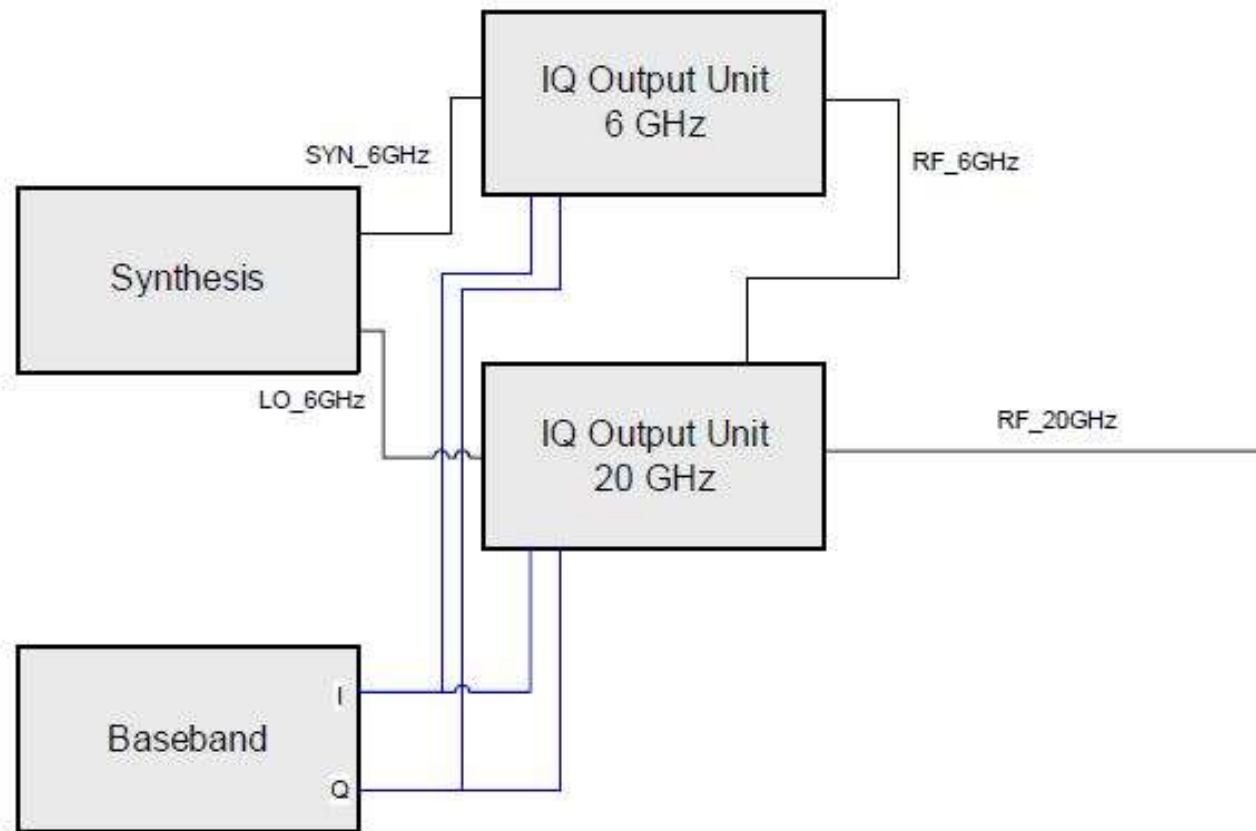 IQ Output Unit
6 GHz
SYN_6GHz
RF_6GHz
Synthesis
LO_6GHz
IQ Output Unit
20 GHz
RF_20GHz
I
Baseband
Q